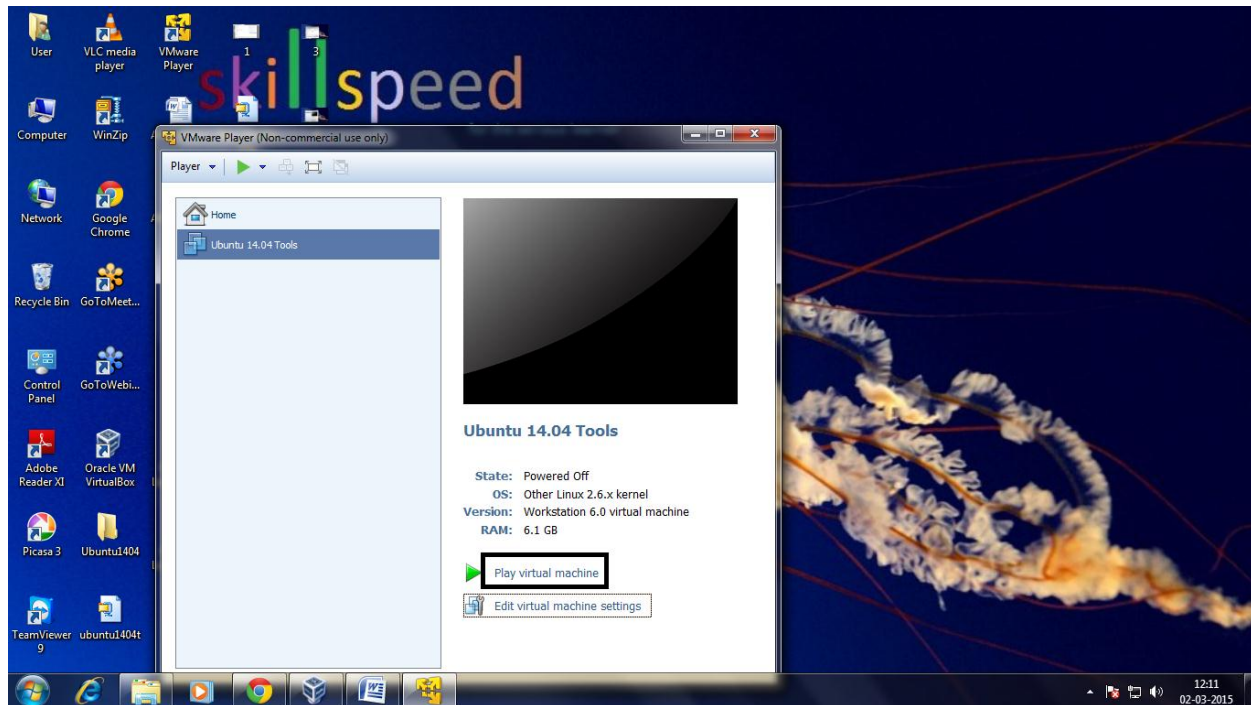 User
VLC media
player
VMware
Player
1
3
skillspeed
Computer
WinZip
Network
Google
Chrome
Recycle Bin
GoToMeet...
Control
Panel
GoToWebi...
Adobe
Reader XI
Oracle VM
VirtualBox
Picasa 3
Ubuntu1404
TeamViewer
9
ubuntu1404t
VMware Player (Non-commercial use only)
Player
Home
Ubuntu 14.04 Tools
Ubuntu 14.04 Tools
State: Powered Off
OS: Other Linux 2.6.x kernel
Version: Workstation 6.0 virtual machine
RAM: 6.1 GB
Play virtual machine
Edit virtual machine settings
12:11
02-03-2015